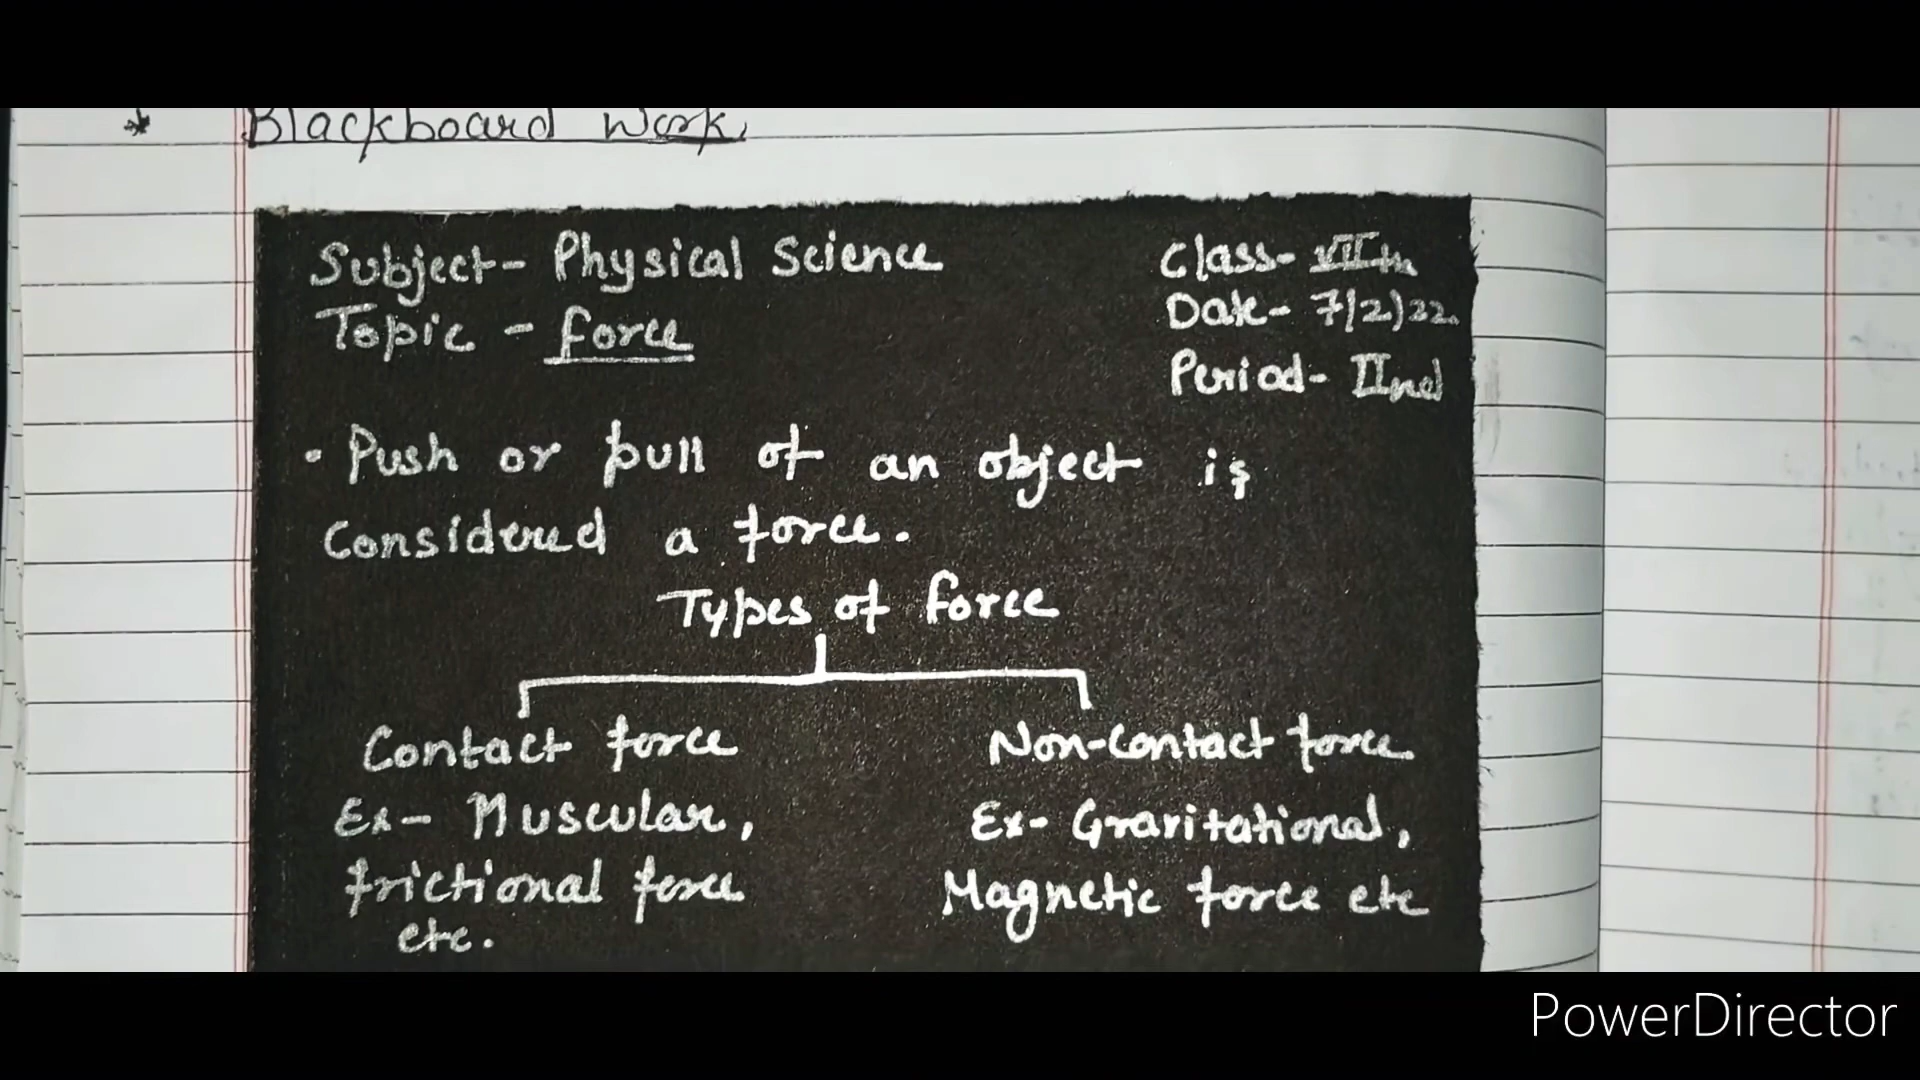 * Blackboard Work
Subject- Physical Science
Topic - force
Class- VIIth
Date- 7/2/22.
Period- IInd
• Push or pull of an object is
Considered a force.
Types of force
Contact force
Ex- Muscular,
frictional force
etc.
Non-Contact force
Ex- Gravitational,
Magnetic force etc
PowerDirector